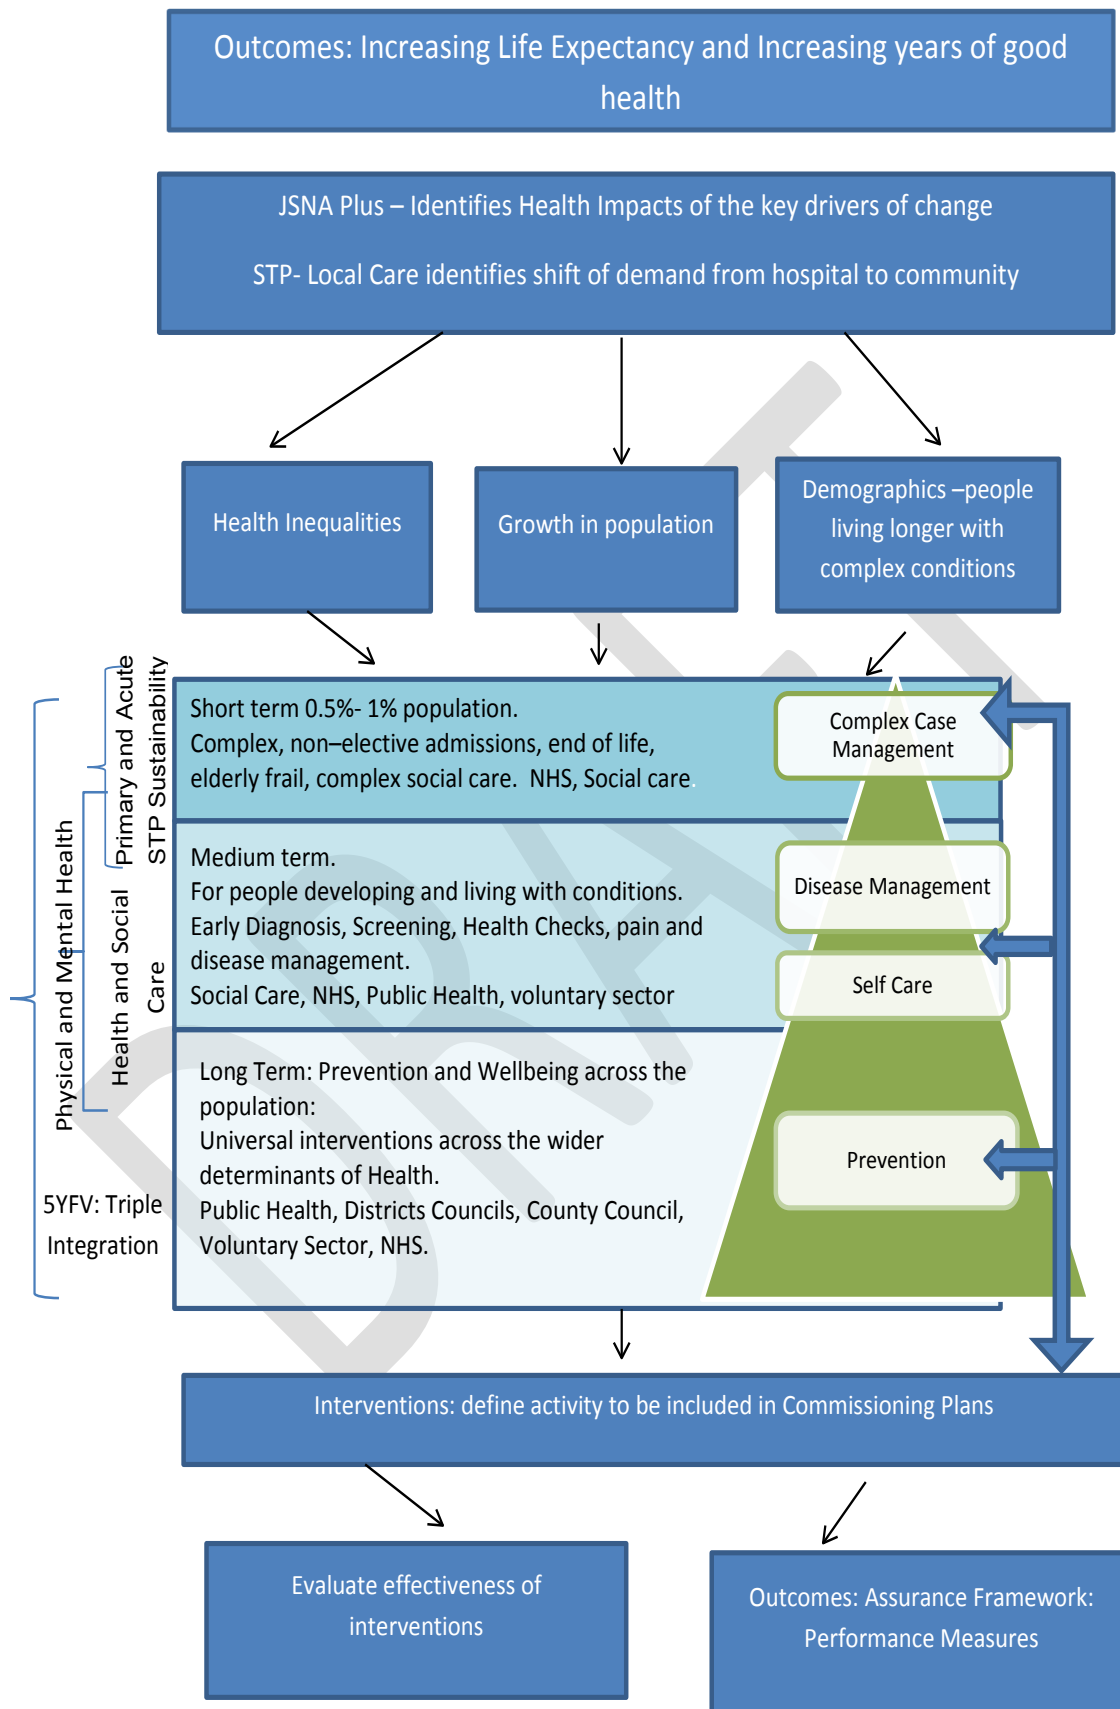 Outcomes: Increasing Life Expectancy and Increasing years of good
health
JSNA Plus – Identifies Health Impacts of the key drivers of change
STP- Local Care identifies shift of demand from hospital to community
Health Inequalities
Growth in population
Demographics –people
living longer with
complex conditions
Primary and Acute
STP Sustainability
Physical and Mental Health
Health and Social
Care
5YFV: Triple
Integration
Short term 0.5%- 1% population.
Complex, non–elective admissions, end of life,
elderly frail, complex social care.  NHS, Social care.
Complex Case
Management
Medium term.
For people developing and living with conditions.
Early Diagnosis, Screening, Health Checks, pain and
disease management.
Social Care, NHS, Public Health, voluntary sector
Disease Management
Self Care
Long Term: Prevention and Wellbeing across the
population:
Universal interventions across the wider
determinants of Health.
Public Health, Districts Councils, County Council,
Voluntary Sector, NHS.
Prevention
DRAFT
Interventions: define activity to be included in Commissioning Plans
Evaluate effectiveness of
interventions
Outcomes: Assurance Framework:
Performance Measures